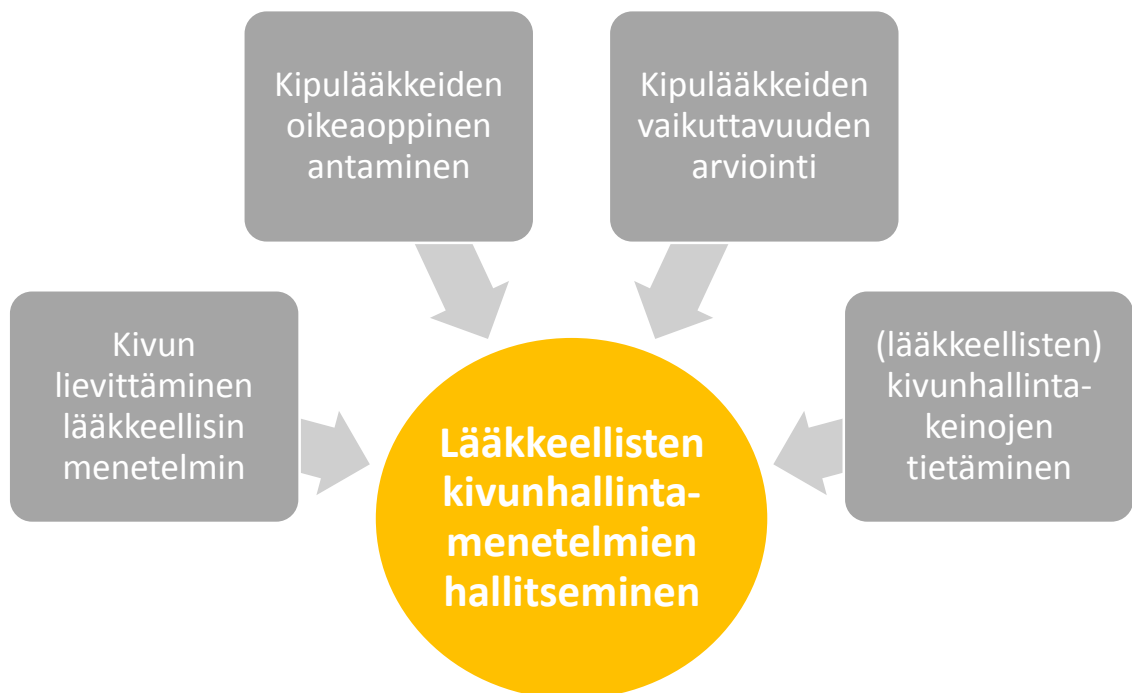 Kipulääkkeiden
oikeaoppinen
antaminen
Kipulääkkeiden
vaikuttavuuden
arviointi
Kivun
lievittäminen
lääkkeellisin
menetelmin
(lääkkeellisten)
kivunhallinta-
keinojen
tietäminen
Lääkkeellisten
kivunhallinta-
menetelmien
hallitseminen